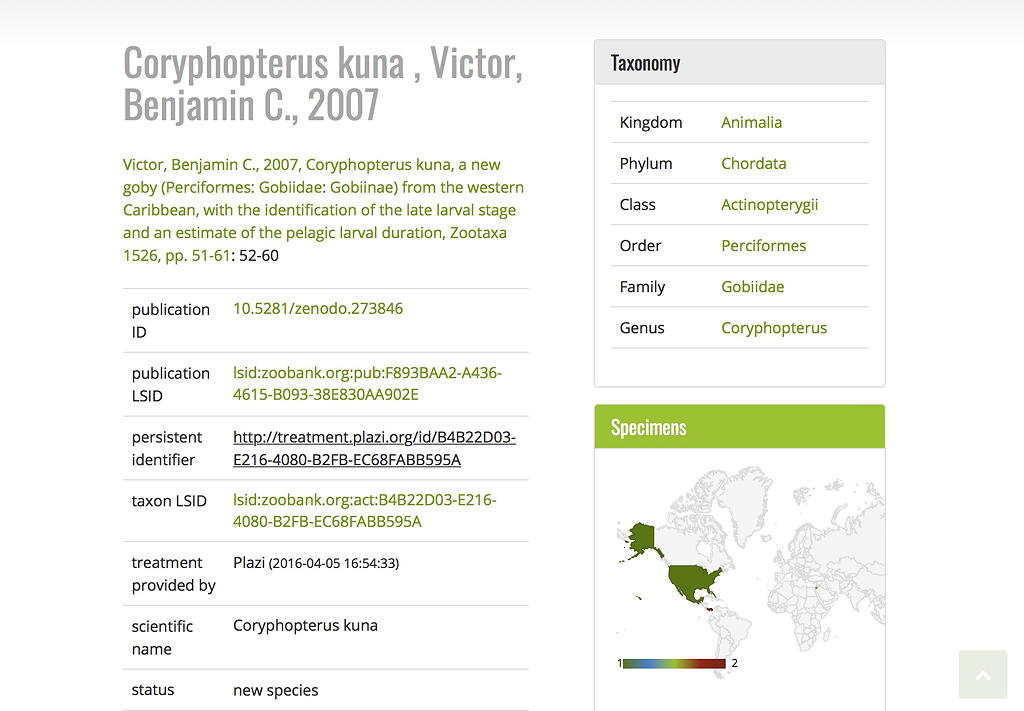 Coryphopterus kuna , Victor,
Benjamin C., 2007
Victor, Benjamin C., 2007, Coryphopterus kuna, a new
goby (Perciformes: Gobiidae: Gobiinae) from the western
Caribbean, with the identification of the late larval stage
and an estimate of the pelagic larval duration, Zootaxa
1526, pp. 51-61: 52-60
publication
ID
10.5281/zenodo.273846
publication
LSID
lsid:zoobank.org:pub:F893BAA2-A436-
4615-B093-38E830AA902E
persistent
identifier
http://treatment.plazi.org/id/B4B22D03-
E216-4080-B2FB-EC68FABB595A
taxon LSID
lsid:zoobank.org:act:B4B22D03-E216-
4080-B2FB-EC68FABB595A
treatment
provided by
Plazi (2016-04-05 16:54:33)
scientific
name
Coryphopterus kuna
status
new species
Taxonomy
Kingdom Animalia
Phylum Chordata
Class Actinopterygii
Order Perciformes
Family Gobiidae
Genus Coryphopterus
Specimens
1 2